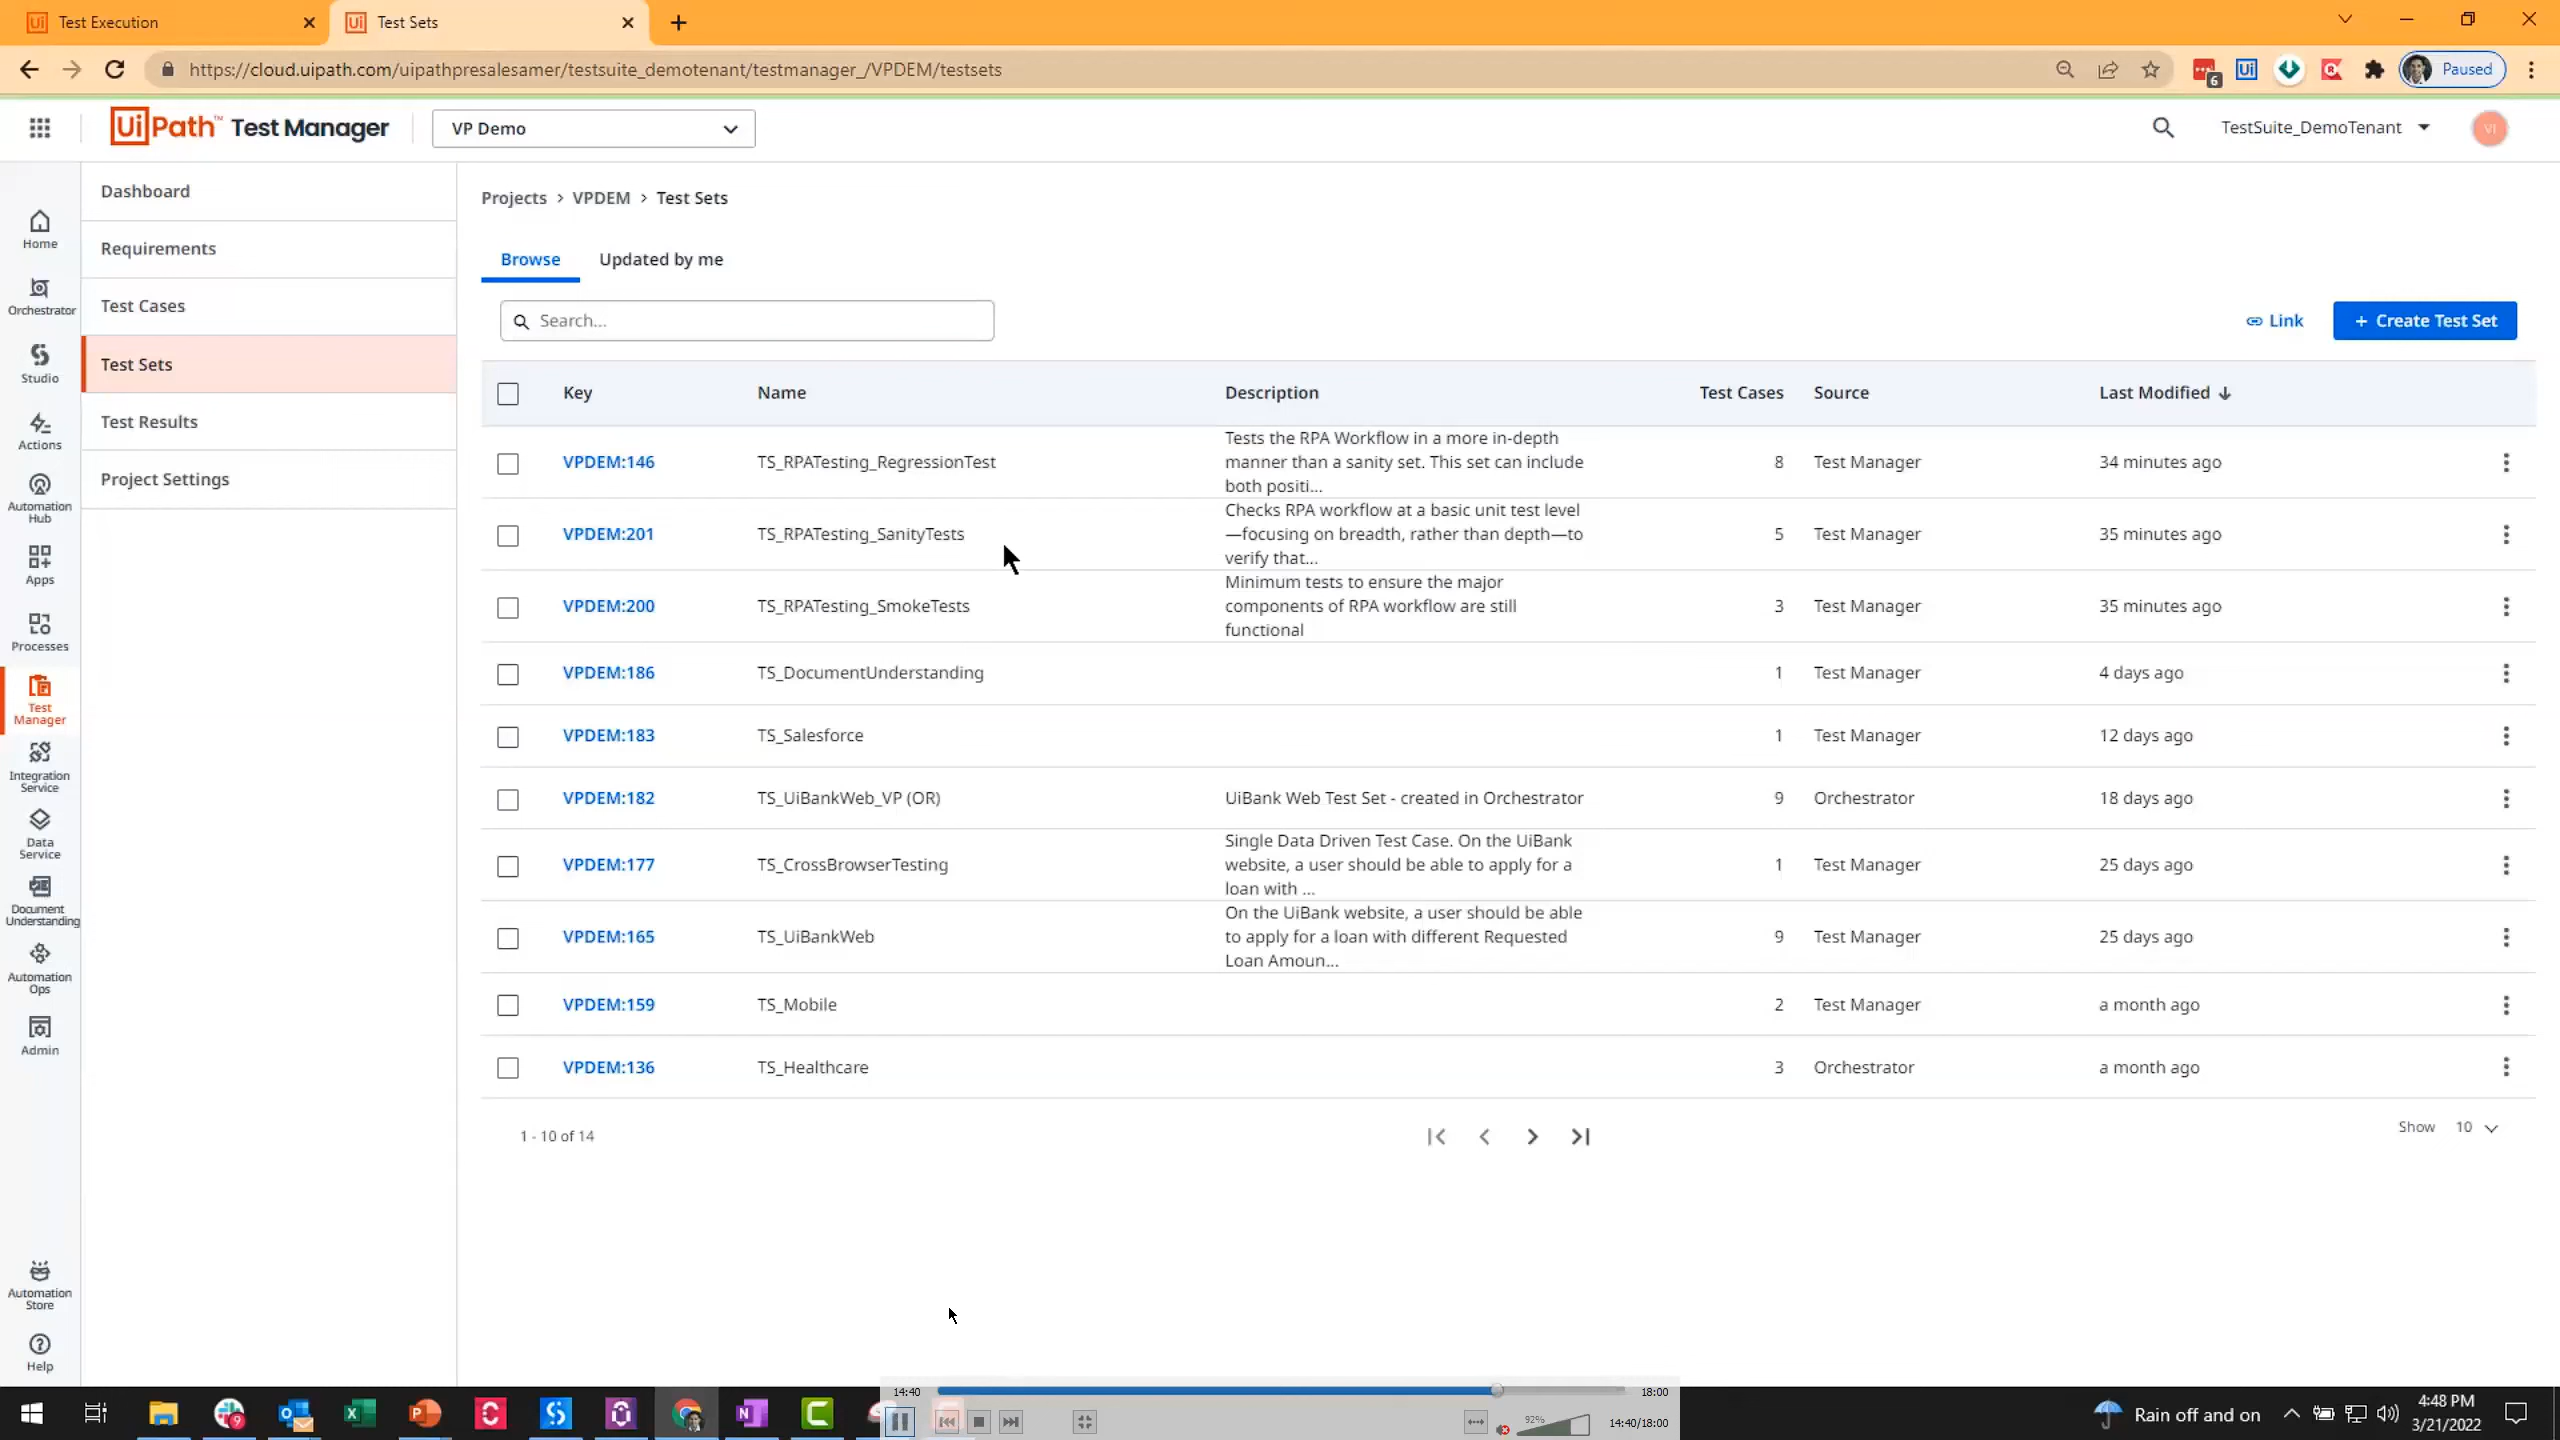 Test Execution
Test Sets
https://cloud.uipath.com/uipathpresalesamer/testsuite_demotenant/testmanager_/VPDEM/testsets
6
Ui
Paused
UiPath™ Test Manager
VP Demo
TestSuite_DemoTenant
VI
Home
Orchestrator
Studio
Actions
Automation
Hub
Apps
Processes
Test
Manager
Integration
Service
Data
Service
Document
Understanding
Automation
Ops
Admin
Automation
Store
Help
Dashboard
Requirements
Test Cases
Test Sets
Test Results
Project Settings
Projects > VPDEM > Test Sets
Browse Updated by me
Search...
Link
+ Create Test Set
Key Name Description Test Cases Source Last Modified
VPDEM:146 TS_RPATesting_RegressionTest
Tests the RPA Workflow in a more in-depth
manner than a sanity set. This set can include
both positi...
8 Test Manager 34 minutes ago
VPDEM:201 TS_RPATesting_SanityTests
Checks RPA workflow at a basic unit test level
—focusing on breadth, rather than depth—to
verify that...
5 Test Manager 35 minutes ago
VPDEM:200 TS_RPATesting_SmokeTests
Minimum tests to ensure the major
components of RPA workflow are still
functional
3 Test Manager 35 minutes ago
VPDEM:186 TS_DocumentUnderstanding 1 Test Manager 4 days ago
VPDEM:183 TS_Salesforce 1 Test Manager 12 days ago
VPDEM:182 TS_UiBankWeb_VP (OR) UiBank Web Test Set - created in Orchestrator 9 Orchestrator 18 days ago
VPDEM:177 TS_CrossBrowserTesting
Single Data Driven Test Case. On the UiBank
website, a user should be able to apply for a
loan with ...
1 Test Manager 25 days ago
VPDEM:165 TS_UiBankWeb
On the UiBank website, a user should be able
to apply for a loan with different Requested
Loan Amoun...
9 Test Manager 25 days ago
VPDEM:159 TS_Mobile 2 Test Manager a month ago
VPDEM:136 TS_Healthcare 3 Orchestrator a month ago
1 - 10 of 14
Show 10
14:40 18:00
92%
14:40/18:00
Rain off and on
4:48 PM
3/21/2022